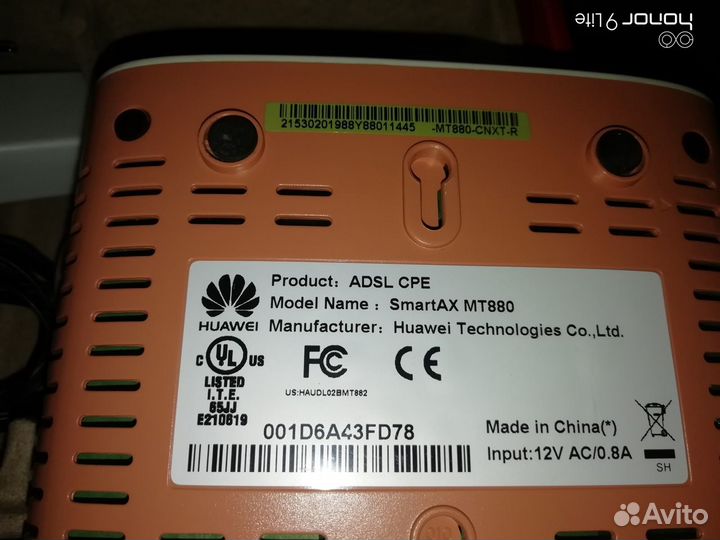 honor 9 Lite
21530201988Y88011445 -MT880-CNXT-R
Product: ADSL CPE
Model Name : SmartAX MT880
Manufacturer: Huawei Technologies Co.,Ltd.
HUAWEI
C UL US
LISTED
I.T.E.
65JJ
E210619
FC
CE
US:HAUDL02BMT882
001D6A43FD78
Made in China(*)
Input:12V AC/0.8A
SH
Avito